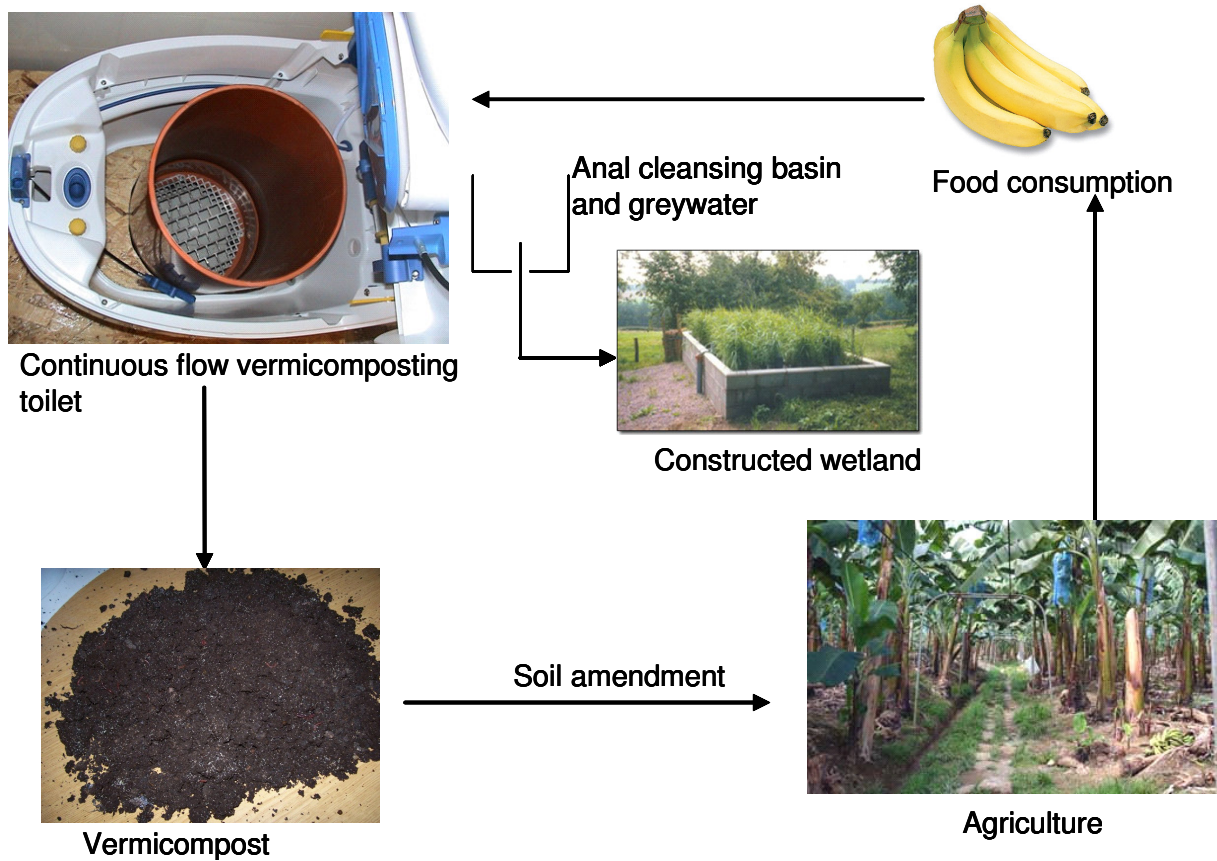 Anal cleansing basin
and greywater
Food consumption
Continuous flow vermicomposting
toilet
Constructed wetland
Soil amendment
Vermicompost
Agriculture